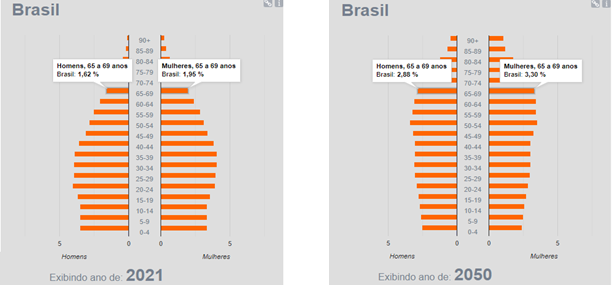 Brasil
90+
85-89
80-84
75-79
70-74
65-69
60-64
55-59
50-54
45-49
40-44
35-39
30-34
25-29
20-24
15-19
10-14
5-9
0-4
Homens, 65 a 69 anos
Brasil: 1,62 %
Mulheres, 65 a 69 anos
Brasil: 1,95 %
5 0 5
Homens Mulheres
Exibindo ano de: 2021
Brasil
90+
85-89
80-84
75-79
70-74
65-69
60-64
55-59
50-54
45-49
40-44
35-39
30-34
25-29
20-24
15-19
10-14
5-9
0-4
Homens, 65 a 69 anos
Brasil: 2,88 %
Mulheres, 65 a 69 anos
Brasil: 3,30 %
5 0 0 5
Homens Mulheres
Exibindo ano de: 2050